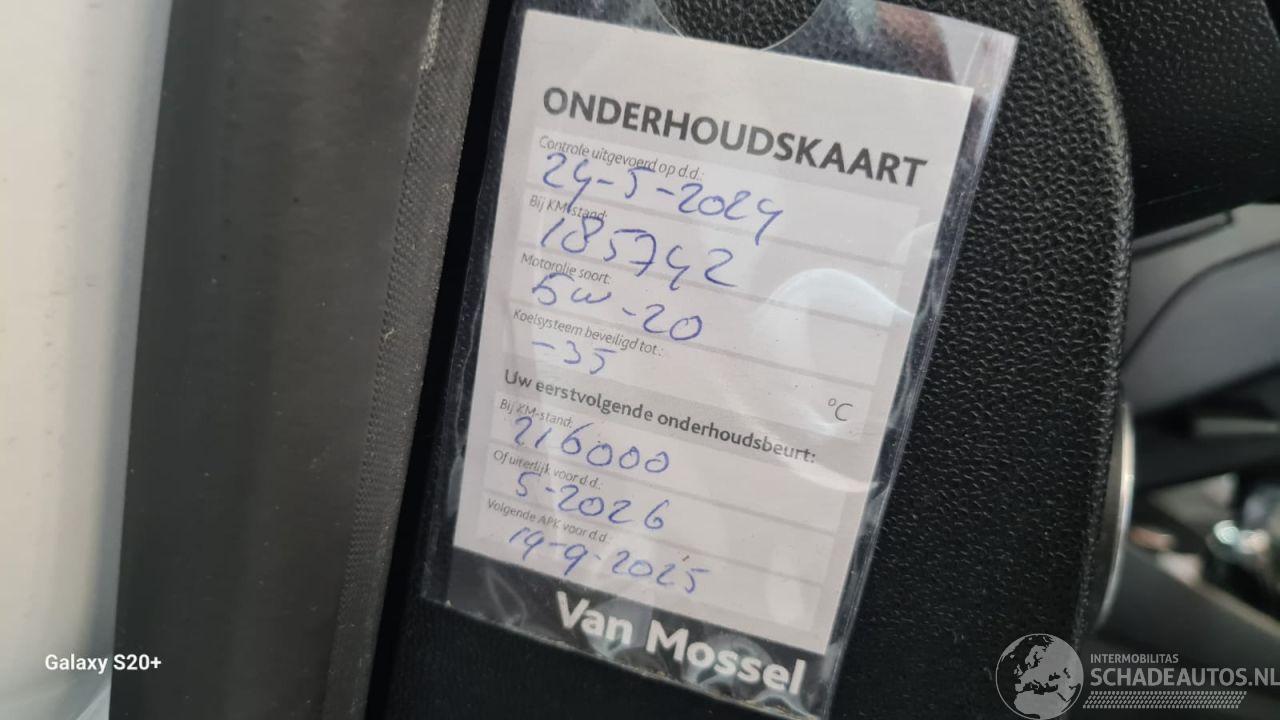 ONDERHOUDSKAART
Controle uitgevoerd op d.d.:
24-5-2024
Bij KM-stand:
185742
Motorolie soort:
5w-20
Koelsysteem beveiligd tot.:
-35
°C
Uw eerstvolgende onderhoudsbeurt:
Bij KM-stand:
216000
Of uiterlijk voor d.d.:
5-2026
Volgende APK voor d.d.
19-9-2025
Van Mossel
Galaxy S20+
INTERMOBILITAS
SCHADEAUTOS.NL